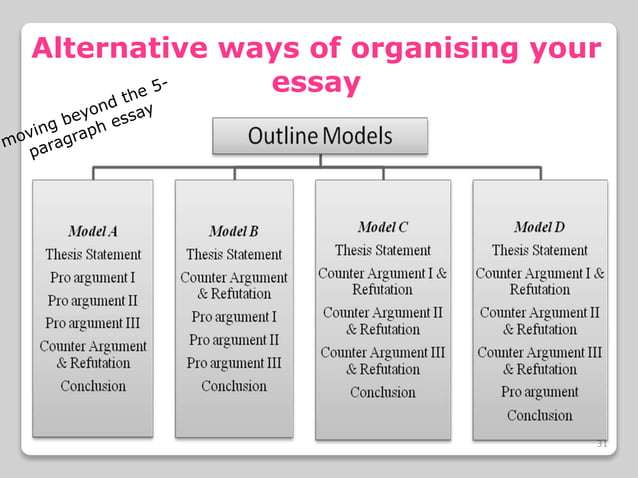 Alternative ways of organising your
essay
moving beyond the 5-
paragraph essay
Outline Models
Model A
Thesis Statement
Pro argument I
Pro argument II
Pro argument III
Counter Argument
& Refutation
Conclusion
Model B
Thesis Statement
Counter Argument
& Refutation
Pro argument I
Pro argument II
Pro argument III
Conclusion
Model C
Thesis Statement
Counter Argument I &
Refutation
Counter Argument II
& Refutation
Counter Argument III
& Refutation
Conclusion
Model D
Thesis Statement
Counter Argument I &
Refutation
Counter Argument II
& Refutation
Counter Argument III
& Refutation
Pro argument
Conclusion
31